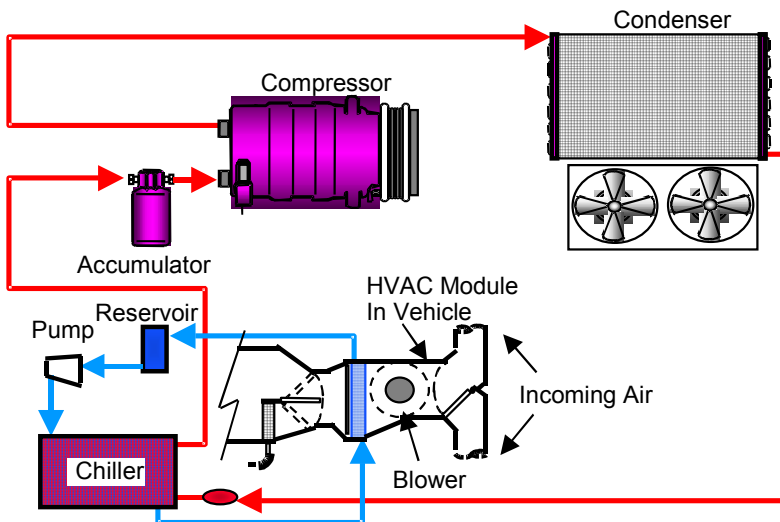 Condenser
Compressor
Accumulator
HVAC Module
In Vehicle
Reservoir
Pump
Incoming Air
Chiller
Blower